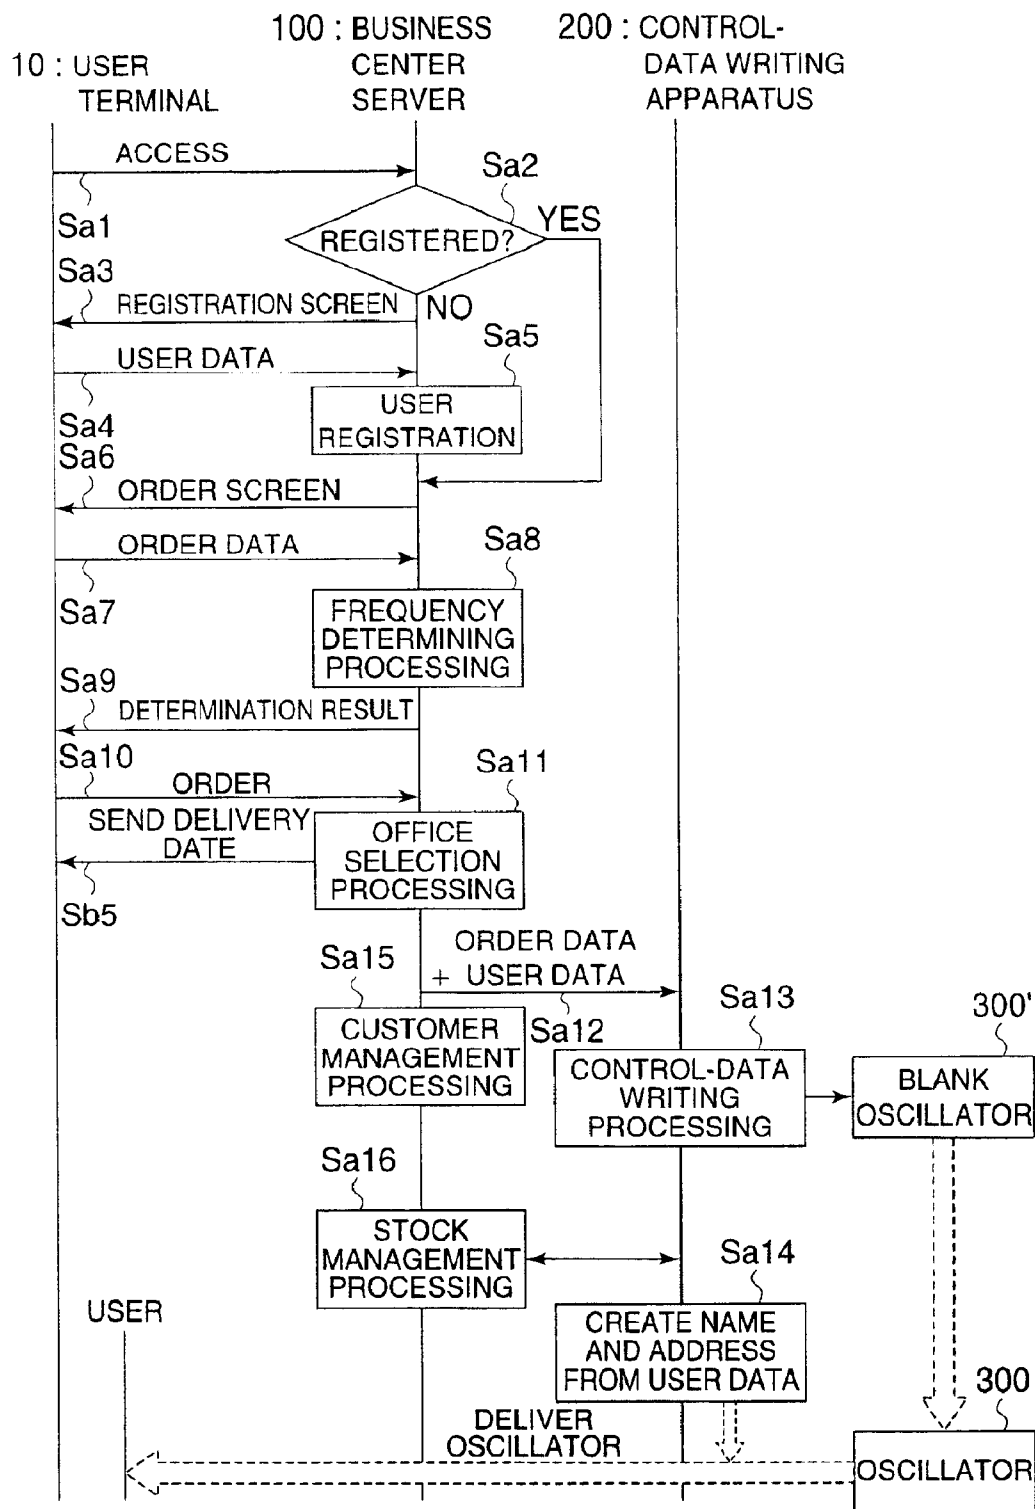 10 : USER
TERMINAL
100 : BUSINESS
CENTER
SERVER
200 : CONTROL-
DATA WRITING
APPARATUS
ACCESS
Sa1
Sa2
REGISTERED?
YES
NO
Sa3
REGISTRATION SCREEN
USER DATA
Sa4
Sa5
USER
REGISTRATION
Sa6
ORDER SCREEN
ORDER DATA
Sa7
Sa8
FREQUENCY
DETERMINING
PROCESSING
Sa9
DETERMINATION RESULT
Sa10
ORDER
Sa11
SEND DELIVERY
DATE
Sb5
OFFICE
SELECTION
PROCESSING
ORDER DATA
+ USER DATA
Sa12
Sa15
CUSTOMER
MANAGEMENT
PROCESSING
Sa13
CONTROL-DATA
WRITING
PROCESSING
300'
BLANK
OSCILLATOR
Sa16
STOCK
MANAGEMENT
PROCESSING
Sa14
CREATE NAME
AND ADDRESS
FROM USER DATA
USER
DELIVER
OSCILLATOR
300
OSCILLATOR